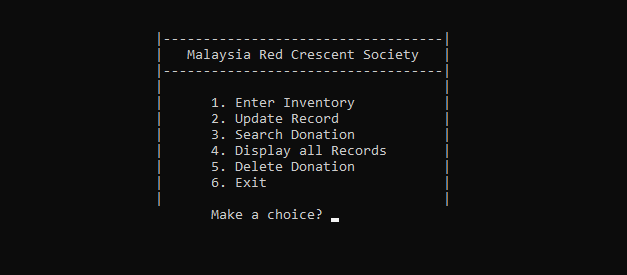 |-----------------------------------|
| Malaysia Red Crescent Society |
|-----------------------------------|
1. Enter Inventory
2. Update Record
3. Search Donation
4. Display all Records
5. Delete Donation
6. Exit
Make a choice? _